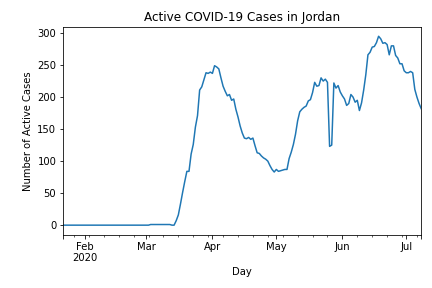 Active COVID-19 Cases in Jordan
300
250
200
150
100
50
0
Number of Active Cases
Feb Mar Apr May Jun Jul
2020
Day